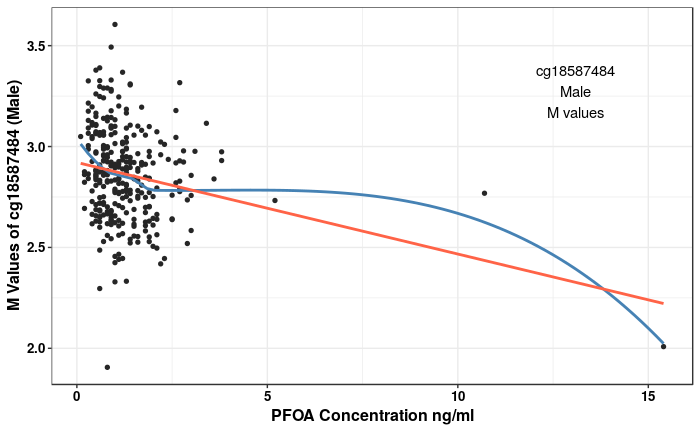 M Values of cg18587484 (Male)
3.5
3.0
2.5
2.0
cg18587484
Male
M values
0
5
10
15
PFOA Concentration ng/ml